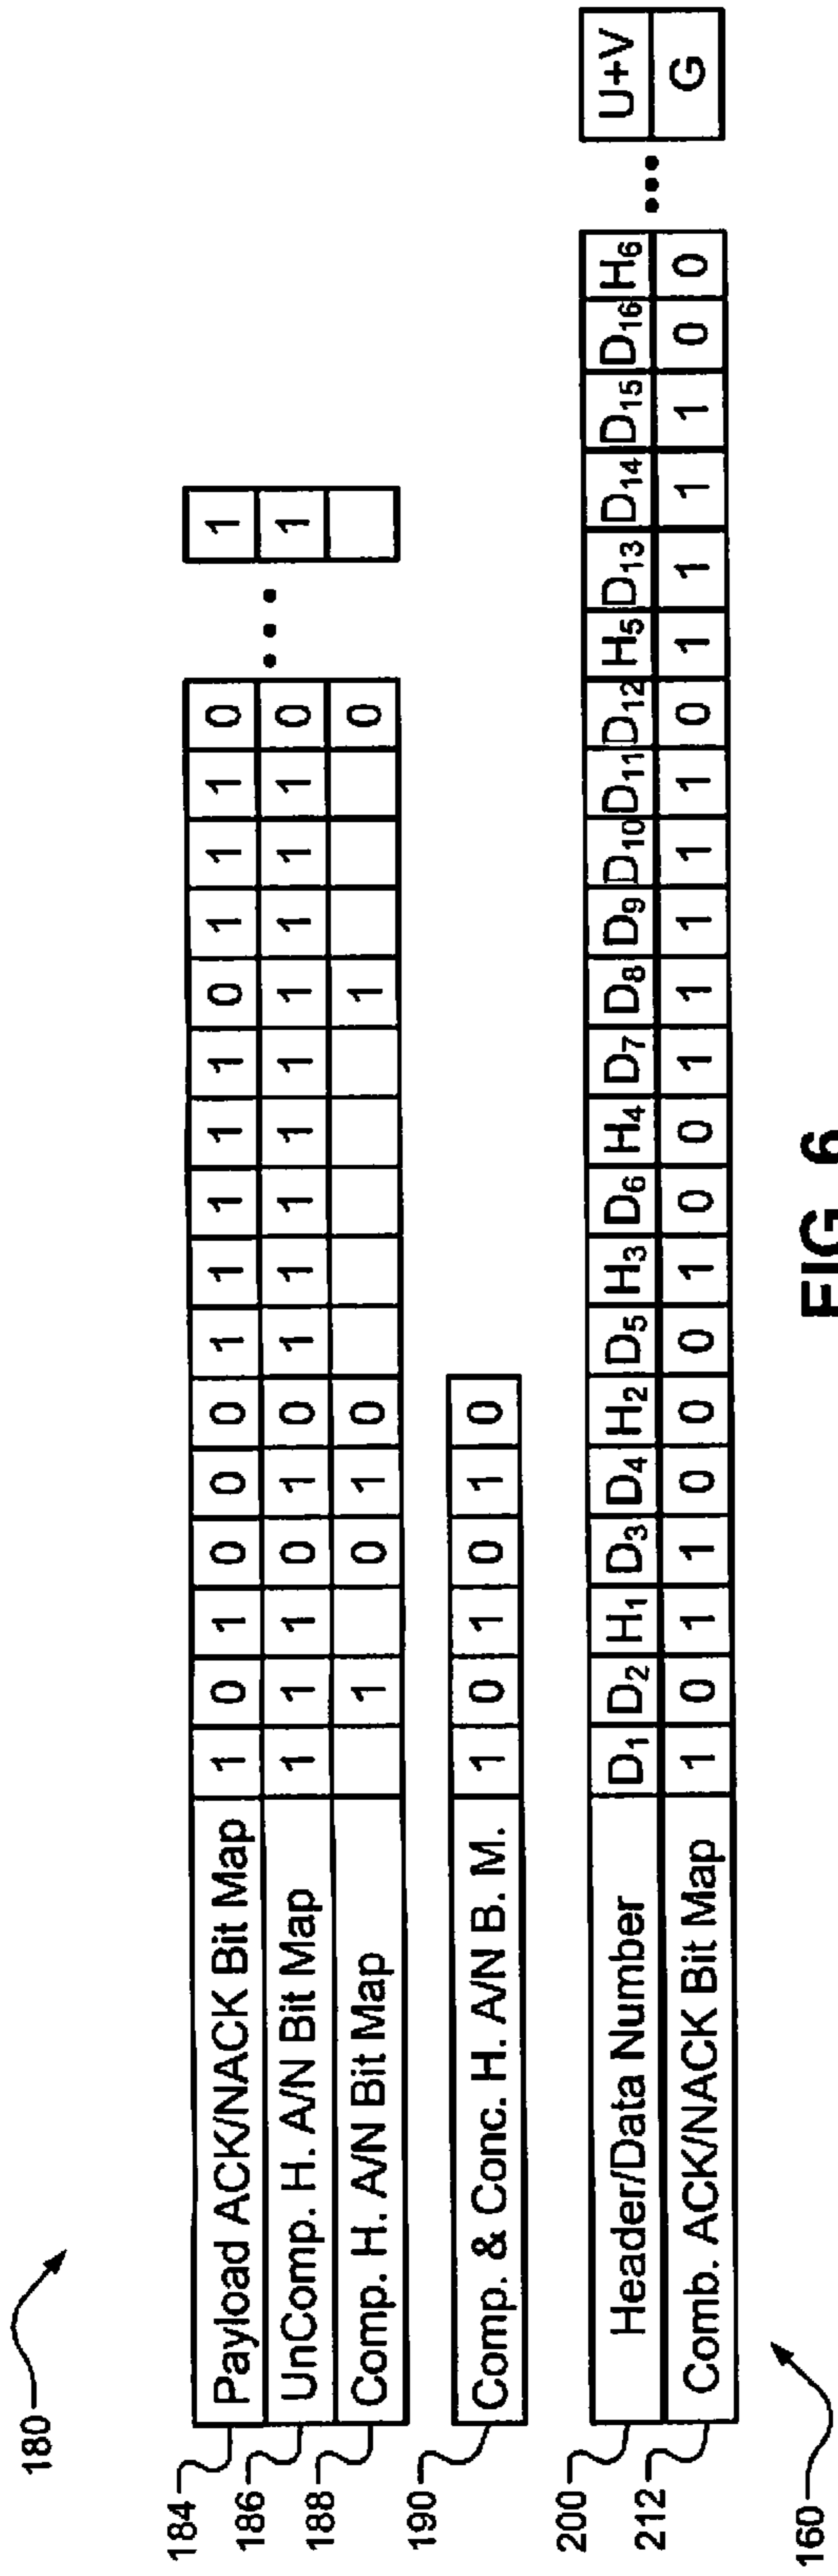 180
184 Payload ACK/NACK Bit Map 1 0 1 0 0 0 1 1 1 1 1 0 1 1 1 0 ... 1
186 UnComp. H. A/N Bit Map 1 1 1 0 1 0 1 1 1 1 1 1 1 1 1 0 ... 1
188 Comp. H. A/N Bit Map 1 0 1 0 1 0
190 Comp. & Conc. H. A/N B. M. 1 0 1 0 1 0
200 Header/Data Number D1 D2 H1 D3 D4 H2 D5 H3 D6 H4 D7 D8 D9 D10 D11 D12 H5 D13 D14 D15 D16 H6 ... U+V
212 Comb. ACK/NACK Bit Map 1 0 1 1 0 0 0 1 0 0 1 1 1 1 1 0 1 1 1 1 0 0 ... G
160
FIG. 6